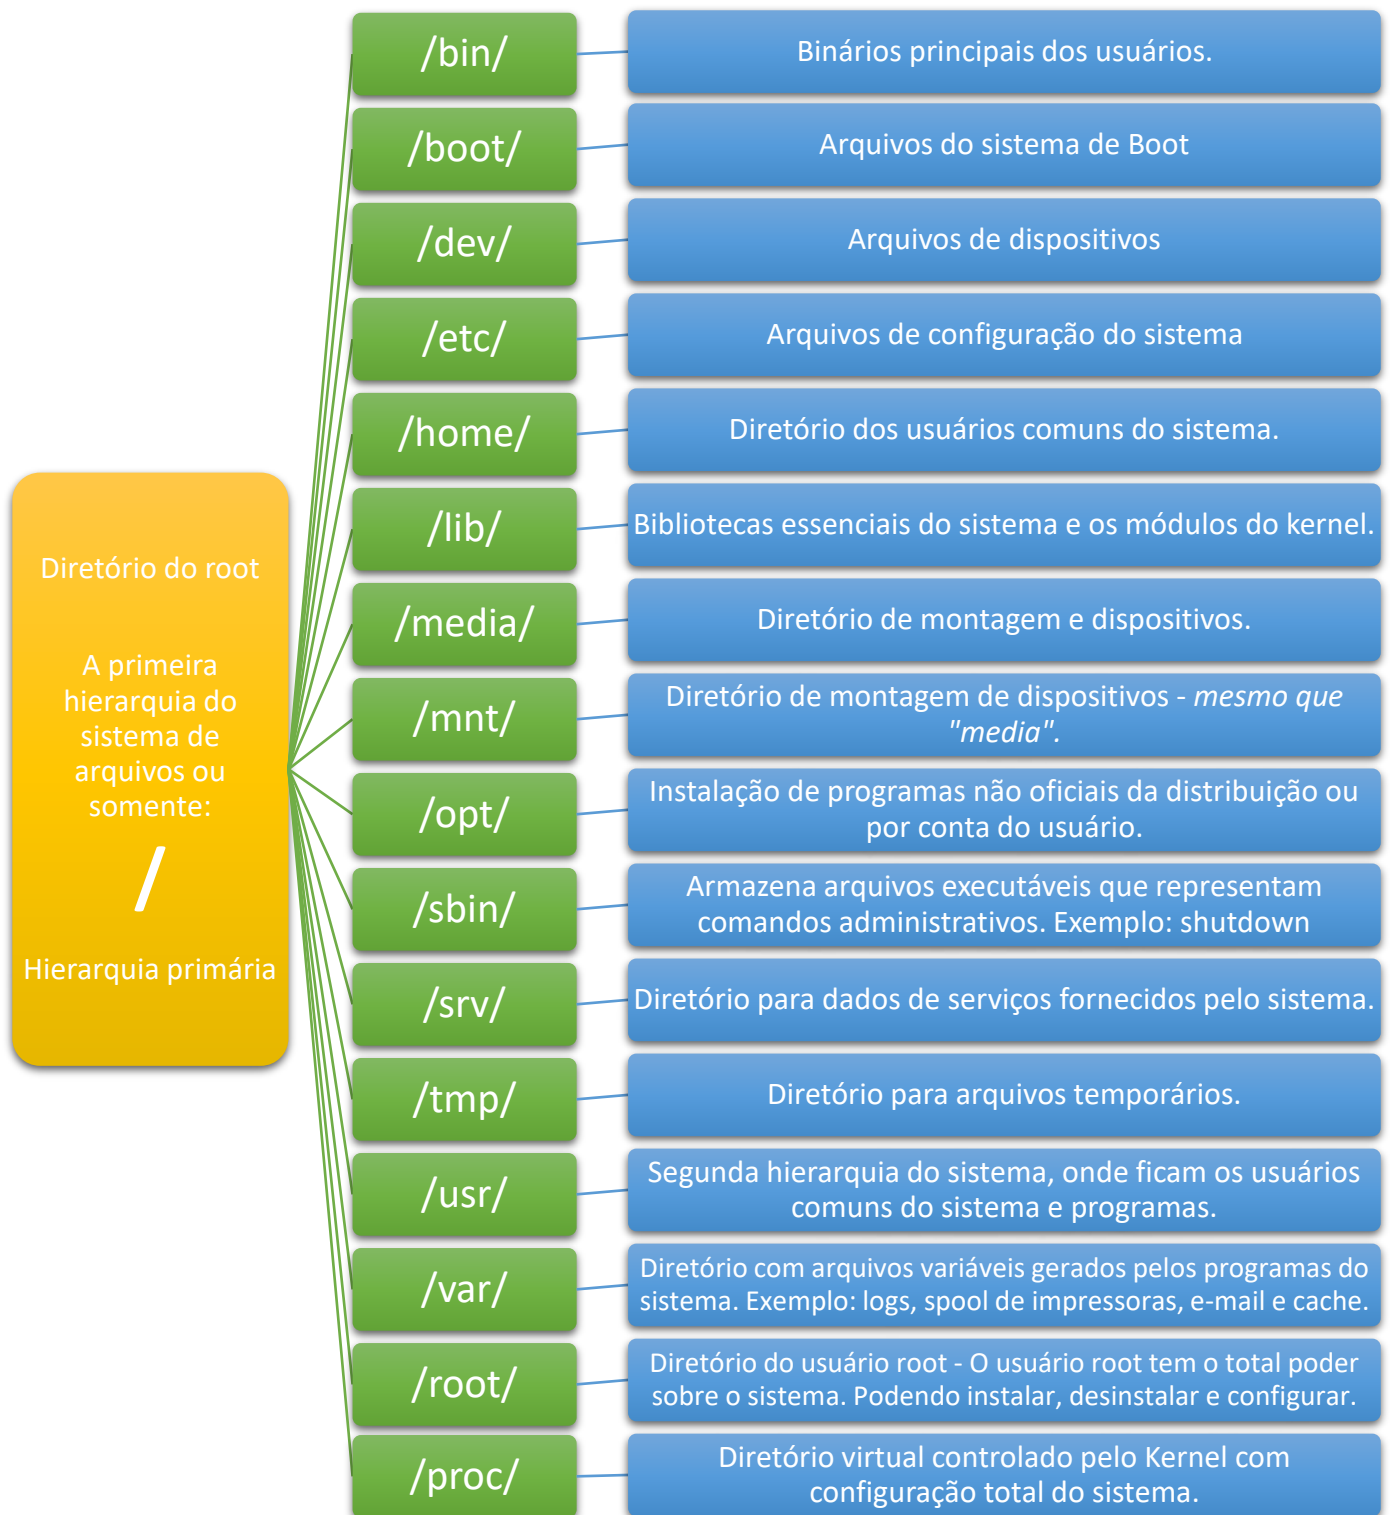 Diretório do root
A primeira
hierarquia do
sistema de
arquivos ou
somente:
/
Hierarquia primária
/bin/
Binários principais dos usuários.
/boot/
Arquivos do sistema de Boot
/dev/
Arquivos de dispositivos
/etc/
Arquivos de configuração do sistema
/home/
Diretório dos usuários comuns do sistema.
/lib/
Bibliotecas essenciais do sistema e os módulos do kernel.
/media/
Diretório de montagem e dispositivos.
/mnt/
Diretório de montagem de dispositivos - mesmo que
"media".
/opt/
Instalação de programas não oficiais da distribuição ou
por conta do usuário.
/sbin/
Armazena arquivos executáveis que representam
comandos administrativos. Exemplo: shutdown
/srv/
Diretório para dados de serviços fornecidos pelo sistema.
/tmp/
Diretório para arquivos temporários.
/usr/
Segunda hierarquia do sistema, onde ficam os usuários
comuns do sistema e programas.
/var/
Diretório com arquivos variáveis gerados pelos programas do
sistema. Exemplo: logs, spool de impressoras, e-mail e cache.
/root/
Diretório do usuário root - O usuário root tem o total poder
sobre o sistema. Podendo instalar, desinstalar e configurar.
/proc/
Diretório virtual controlado pelo Kernel com
configuração total do sistema.